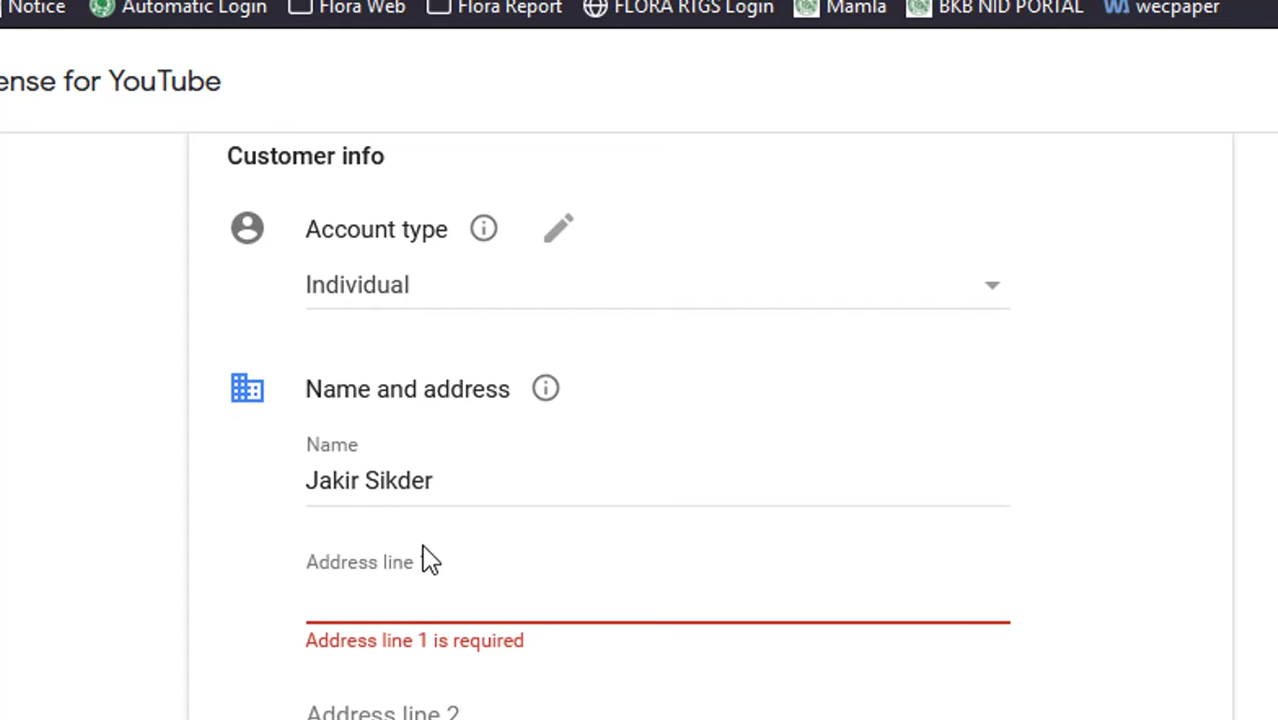 Notice Automatic Login Flora Web Flora Report FLORA RTGS Login Mamla BKB NID PORTAL wecpaper
ense for YouTube
Customer info
Account type
Individual
Name and address
Name
Jakir Sikder
Address line
Address line 1 is required
Address line 2